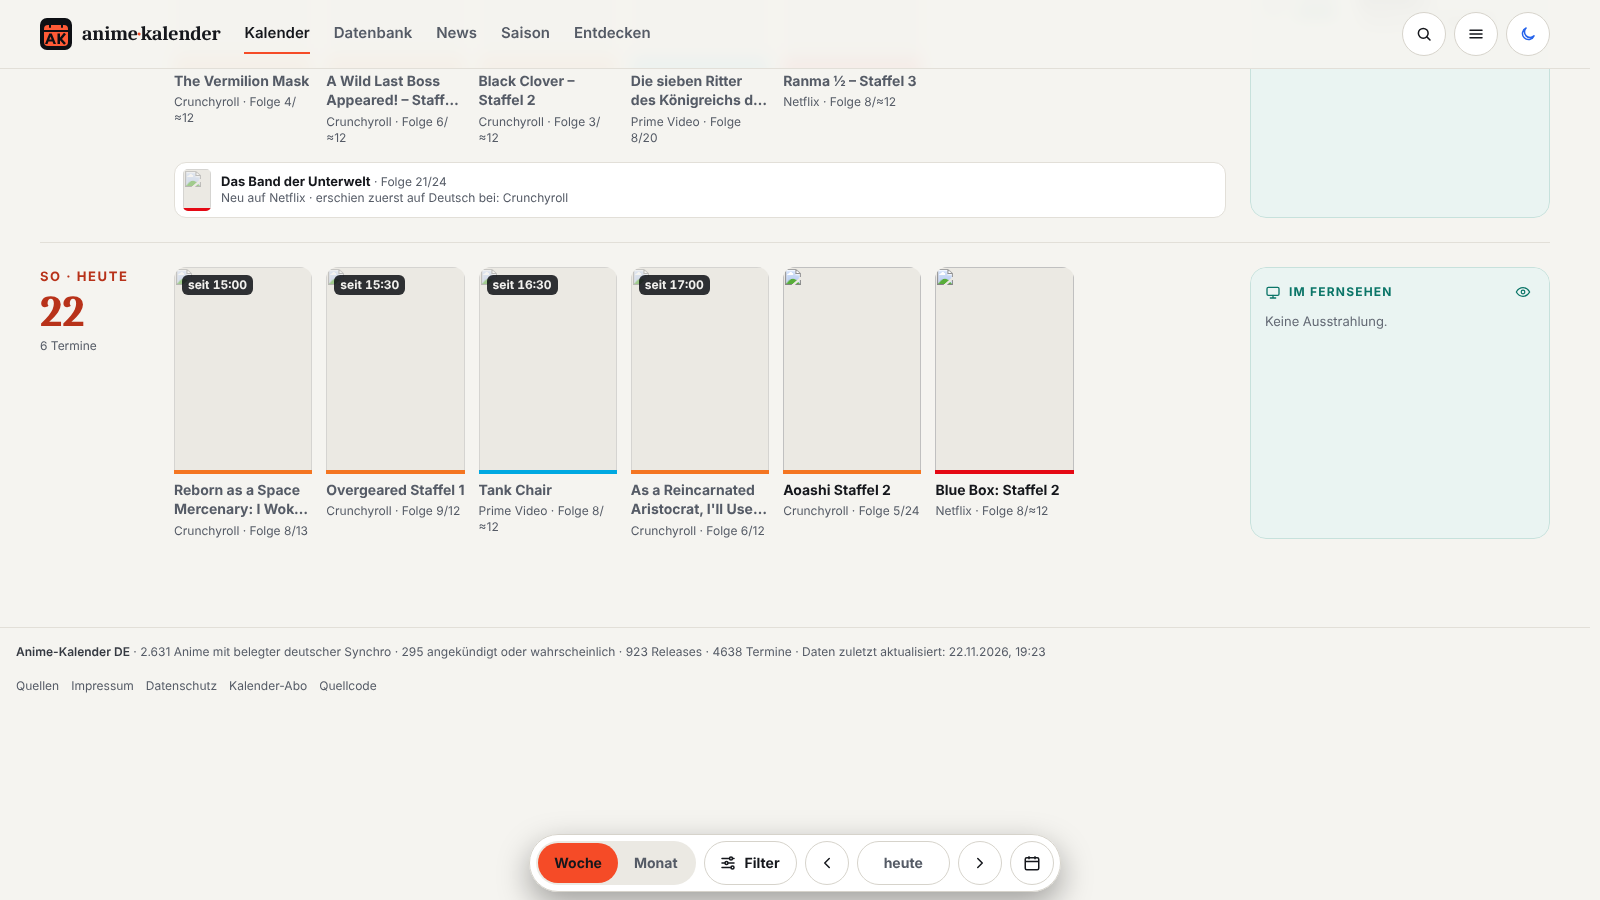 AK anime·kalender Kalender Datenbank News Saison Entdecken
The Vermilion Mask
Crunchyroll · Folge 4/
≈12
A Wild Last Boss
Appeared! – Staff...
Crunchyroll · Folge 6/
≈12
Black Clover –
Staffel 2
Crunchyroll · Folge 3/
≈12
Die sieben Ritter
des Königreichs d...
Prime Video · Folge
8/20
Ranma ½ – Staffel 3
Netflix · Folge 8/≈12
Das Band der Unterwelt · Folge 21/24
Neu auf Netflix · erschien zuerst auf Deutsch bei: Crunchyroll
SO · HEUTE
22
6 Termine
seit 15:00
Reborn as a Space
Mercenary: I Wok...
Crunchyroll · Folge 8/13
seit 15:30
Overgeared Staffel 1
Crunchyroll · Folge 9/12
seit 16:30
Tank Chair
Prime Video · Folge 8/
≈12
seit 17:00
As a Reincarnated
Aristocrat, I'll Use...
Crunchyroll · Folge 6/12
Aoashi Staffel 2
Crunchyroll · Folge 5/24
Blue Box: Staffel 2
Netflix · Folge 8/≈12
IM FERNSEHEN
Keine Ausstrahlung.
Anime-Kalender DE · 2.631 Anime mit belegter deutscher Synchro · 295 angekündigt oder wahrscheinlich · 923 Releases · 4638 Termine · Daten zuletzt aktualisiert: 22.11.2026, 19:23
Quellen Impressum Datenschutz Kalender-Abo Quellcode
Woche Monat Filter heute